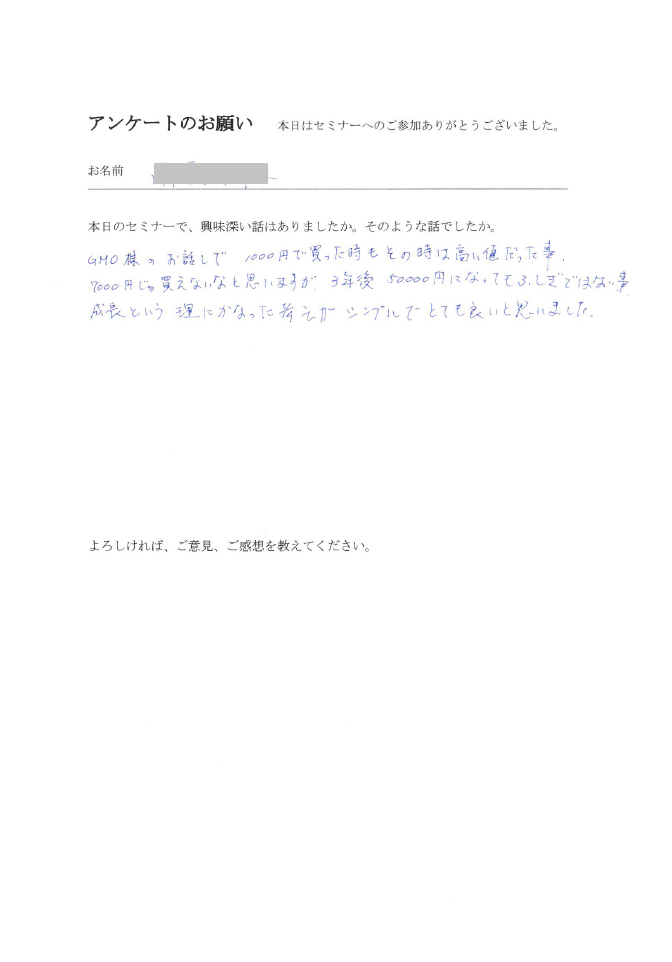 アンケートのお願い 本日はセミナーへのご参加ありがとうございました。
お名前
本日のセミナーで、興味深い話はありましたか。そのような話でしたか。
GMO株のお話しで 1000円で買った時もその時は高い値だった事、
7000円じゃ買えないなと思いますが、3年後 50000円になってもふしぎではない事
成長という 理にかなった考えが シンプルでとても良いと思いました。
よろしければ、ご意見、ご感想を教えてください。